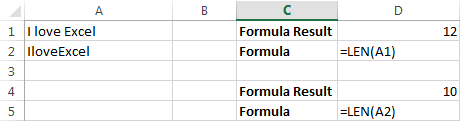 A B C D
1 I love Excel Formula Result 12
2 IloveExcel Formula =LEN(A1)
3
4 Formula Result 10
5 Formula =LEN(A2)